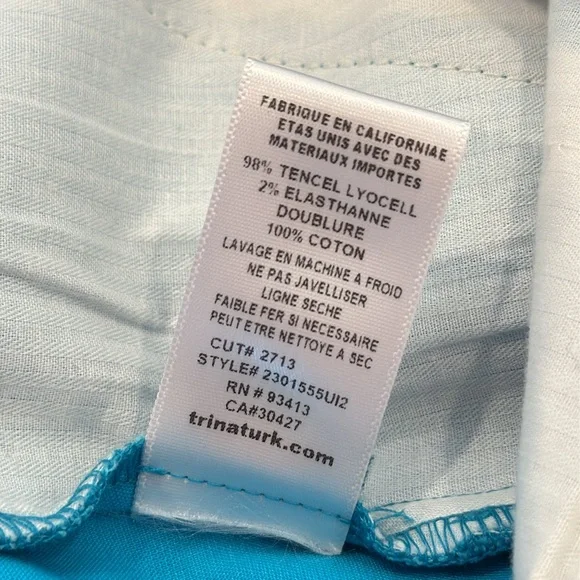 FABRIQUE EN CALIFORNIAE
ETAS UNIS AVEC DES
MATERIAUX IMPORTES
98% TENCEL LYOCELL
2% ELASTHANNE
DOUBLURE
100% COTON
LAVAGE EN MACHINE A FROID
NE PAS JAVELLISER
LIGNE SECHE
FAIBLE FER SI NECESSAIRE
PEUT ETRE NETTOYE A SEC
CUT# 2713
STYLE# 2301555UI2
RN # 93413
CA#30427
trinaturk.com